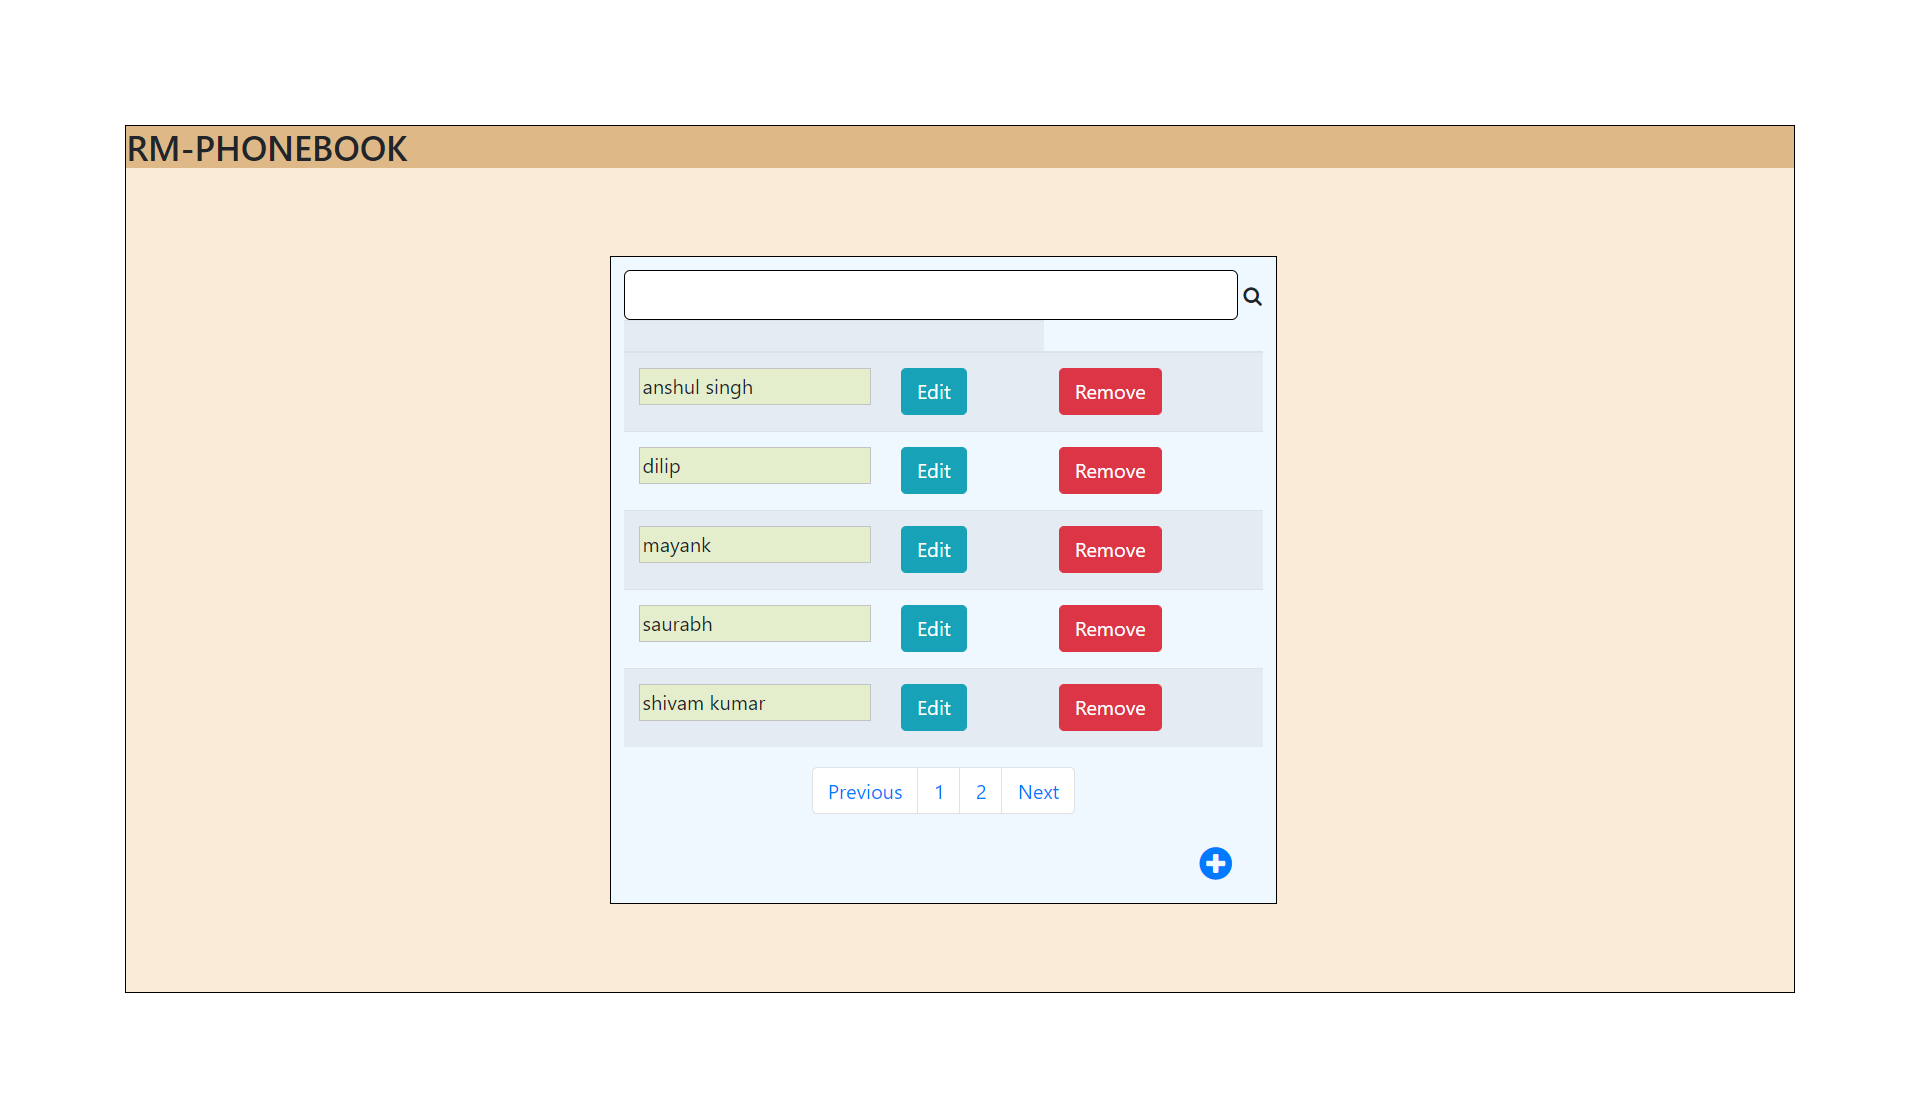 RM-PHONEBOOK
anshul singh Edit Remove
dilip Edit Remove
mayank Edit Remove
saurabh Edit Remove
shivam kumar Edit Remove
Previous 1 2 Next